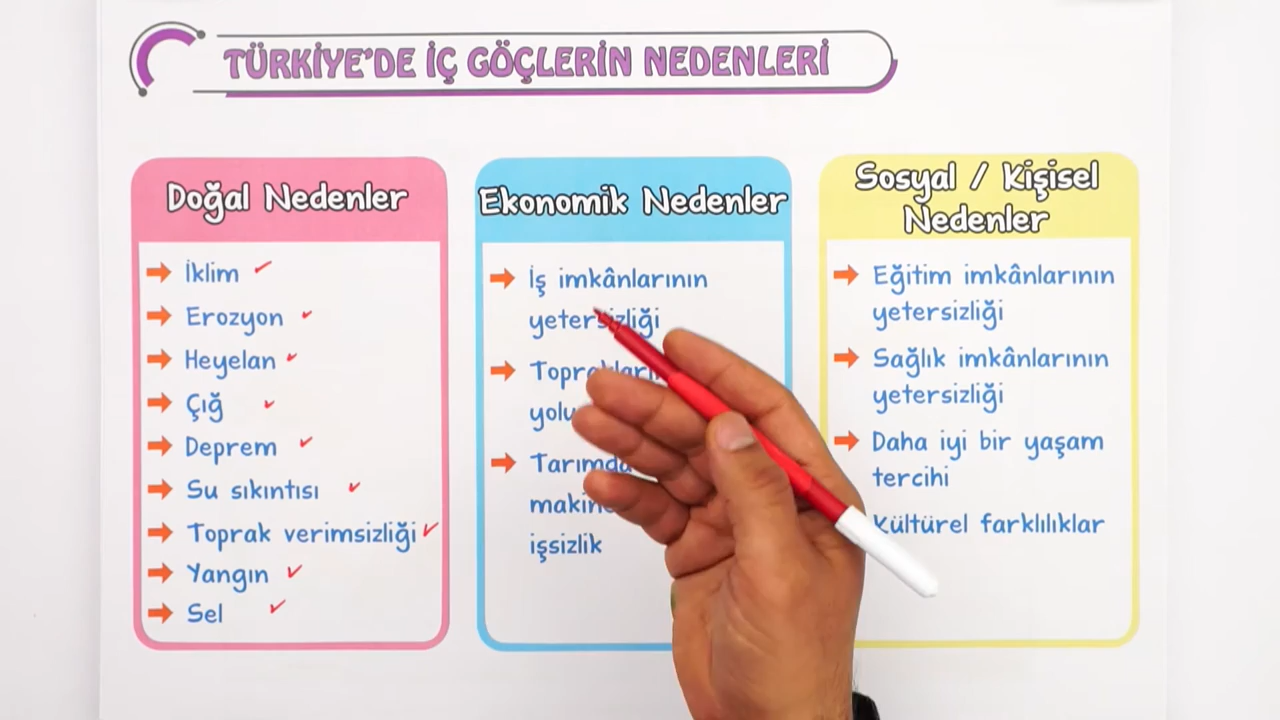 TÜRKİYE'DE İÇ GÖÇLERİN NEDENLERİ
Doğal Nedenler
İklim
Erozyon
Heyelan
Çığ
Deprem
Su sıkıntısı
Toprak verimsizliği
Yangın
Sel
Ekonomik Nedenler
İş imkânlarının
yetersizliği
Tarımda
işsizlik
Sosyal / Kişisel
Nedenler
Eğitim imkânlarının
yetersizliği
Sağlık imkânlarının
yetersizliği
Daha iyi bir yaşam
tercihi
Kültürel farklılıklar